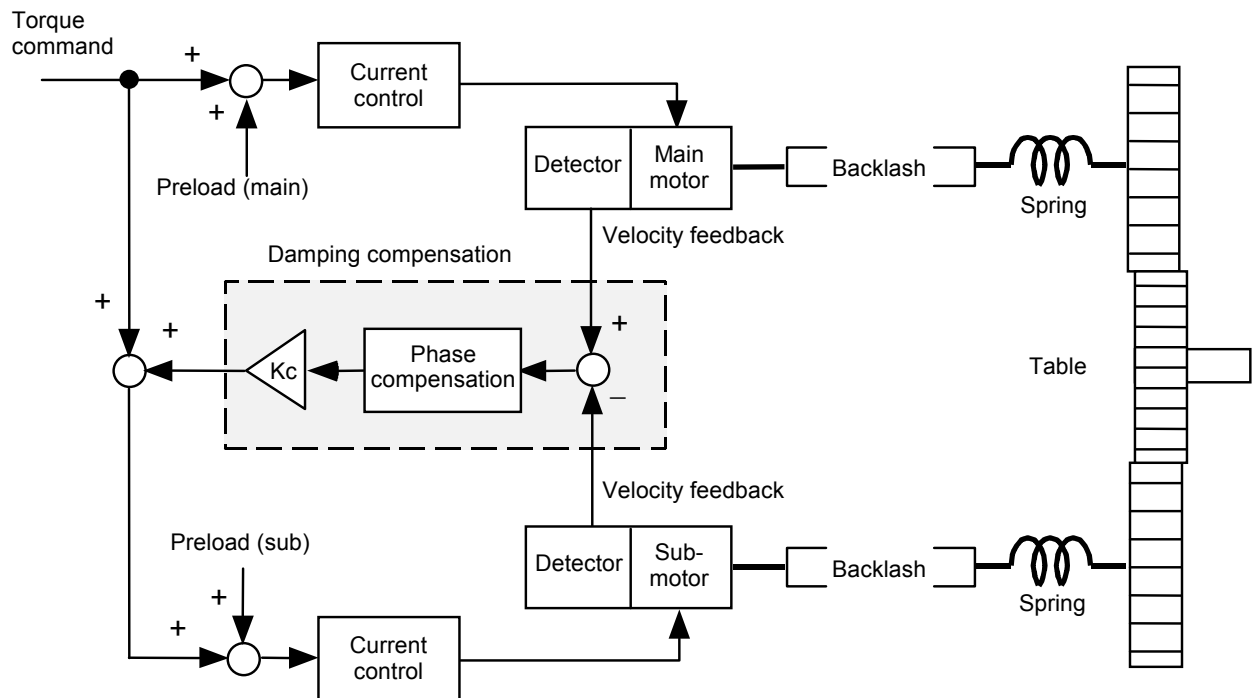 Torque
command
+
+
Current
control
Preload (main)
Detector
Main
motor
Backlash
Spring
Velocity feedback
Damping compensation
+
+
+
Kc
Phase
compensation
–
Table
Velocity feedback
Preload (sub)
Detector
Sub-
motor
Backlash
Spring
+
+
Current
control